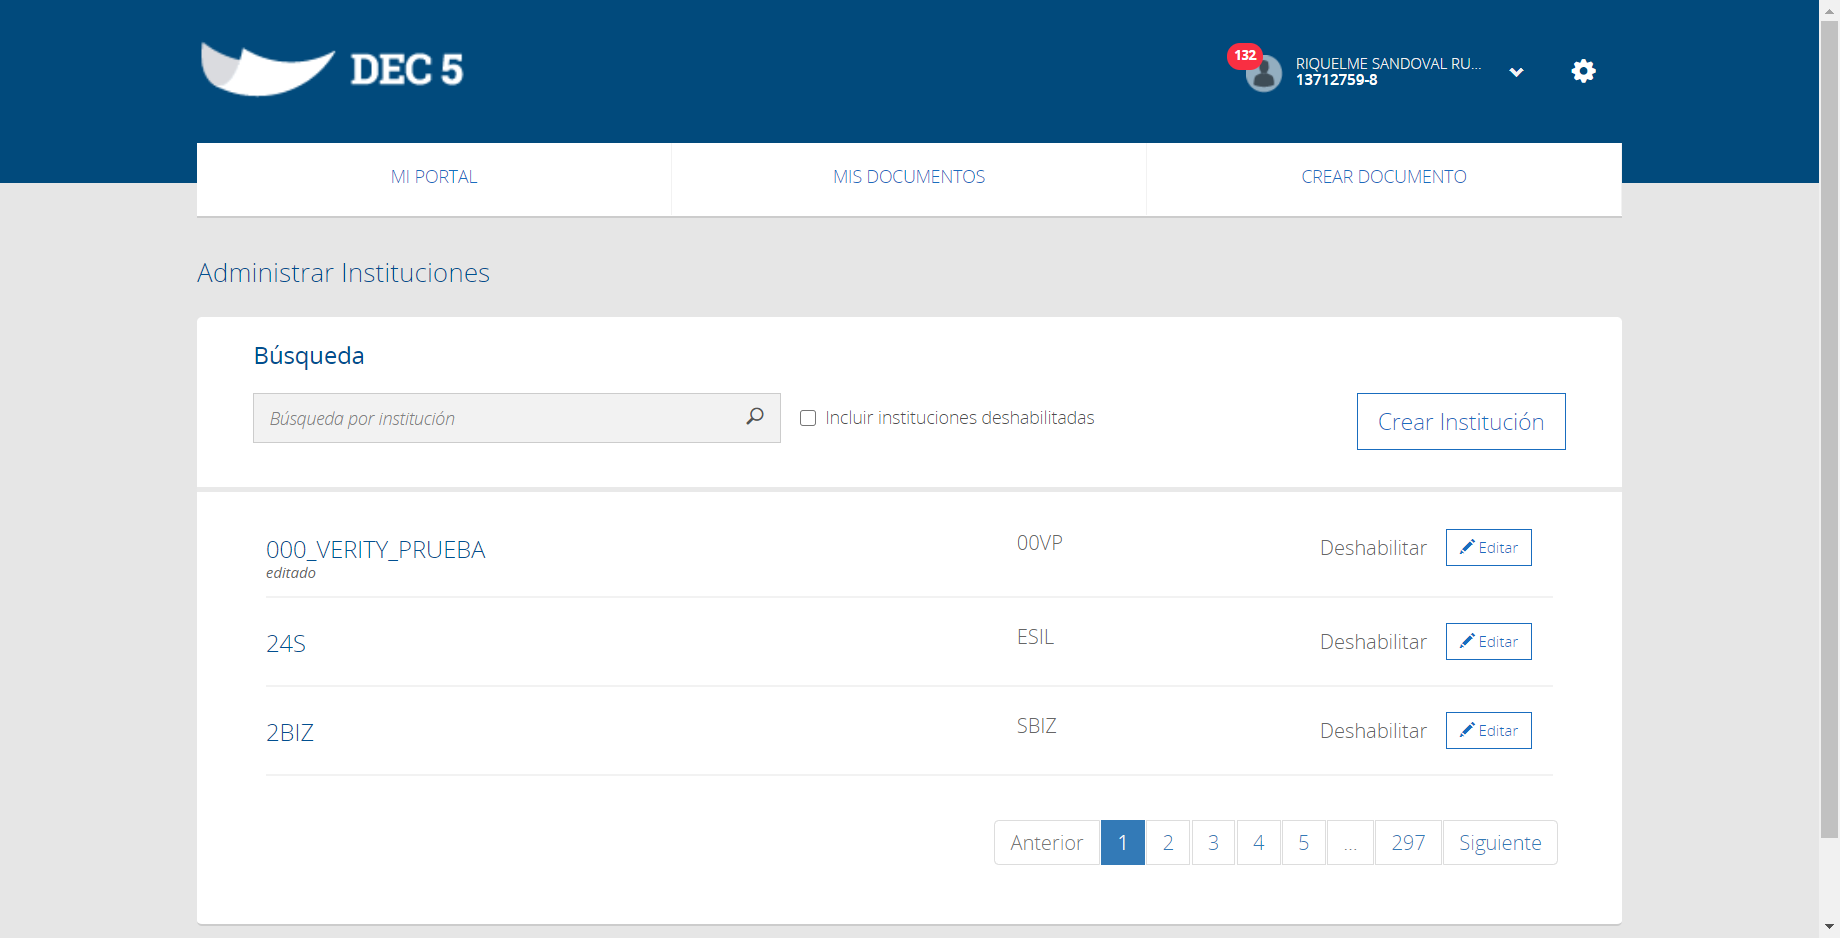 DEC 5
132
RIQUELME SANDOVAL RU...
13712759-8
MI PORTAL
MIS DOCUMENTOS
CREAR DOCUMENTO
Administrar Instituciones
Búsqueda
Búsqueda por institución
Incluir instituciones deshabilitadas
Crear Institución
000_VERITY_PRUEBA
editado
00VP
Deshabilitar
Editar
24S
ESIL
Deshabilitar
Editar
2BIZ
SBIZ
Deshabilitar
Editar
Anterior 1 2 3 4 5 ... 297 Siguiente